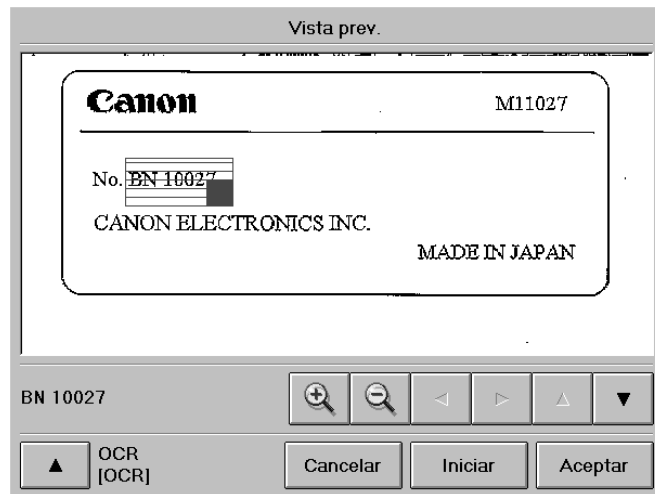 Vista prev.
Canon M11027
No. BN 10027
CANON ELECTRONICS INC.
MADE IN JAPAN
BN 10027
OCR
[OCR]
Cancelar Iniciar Aceptar